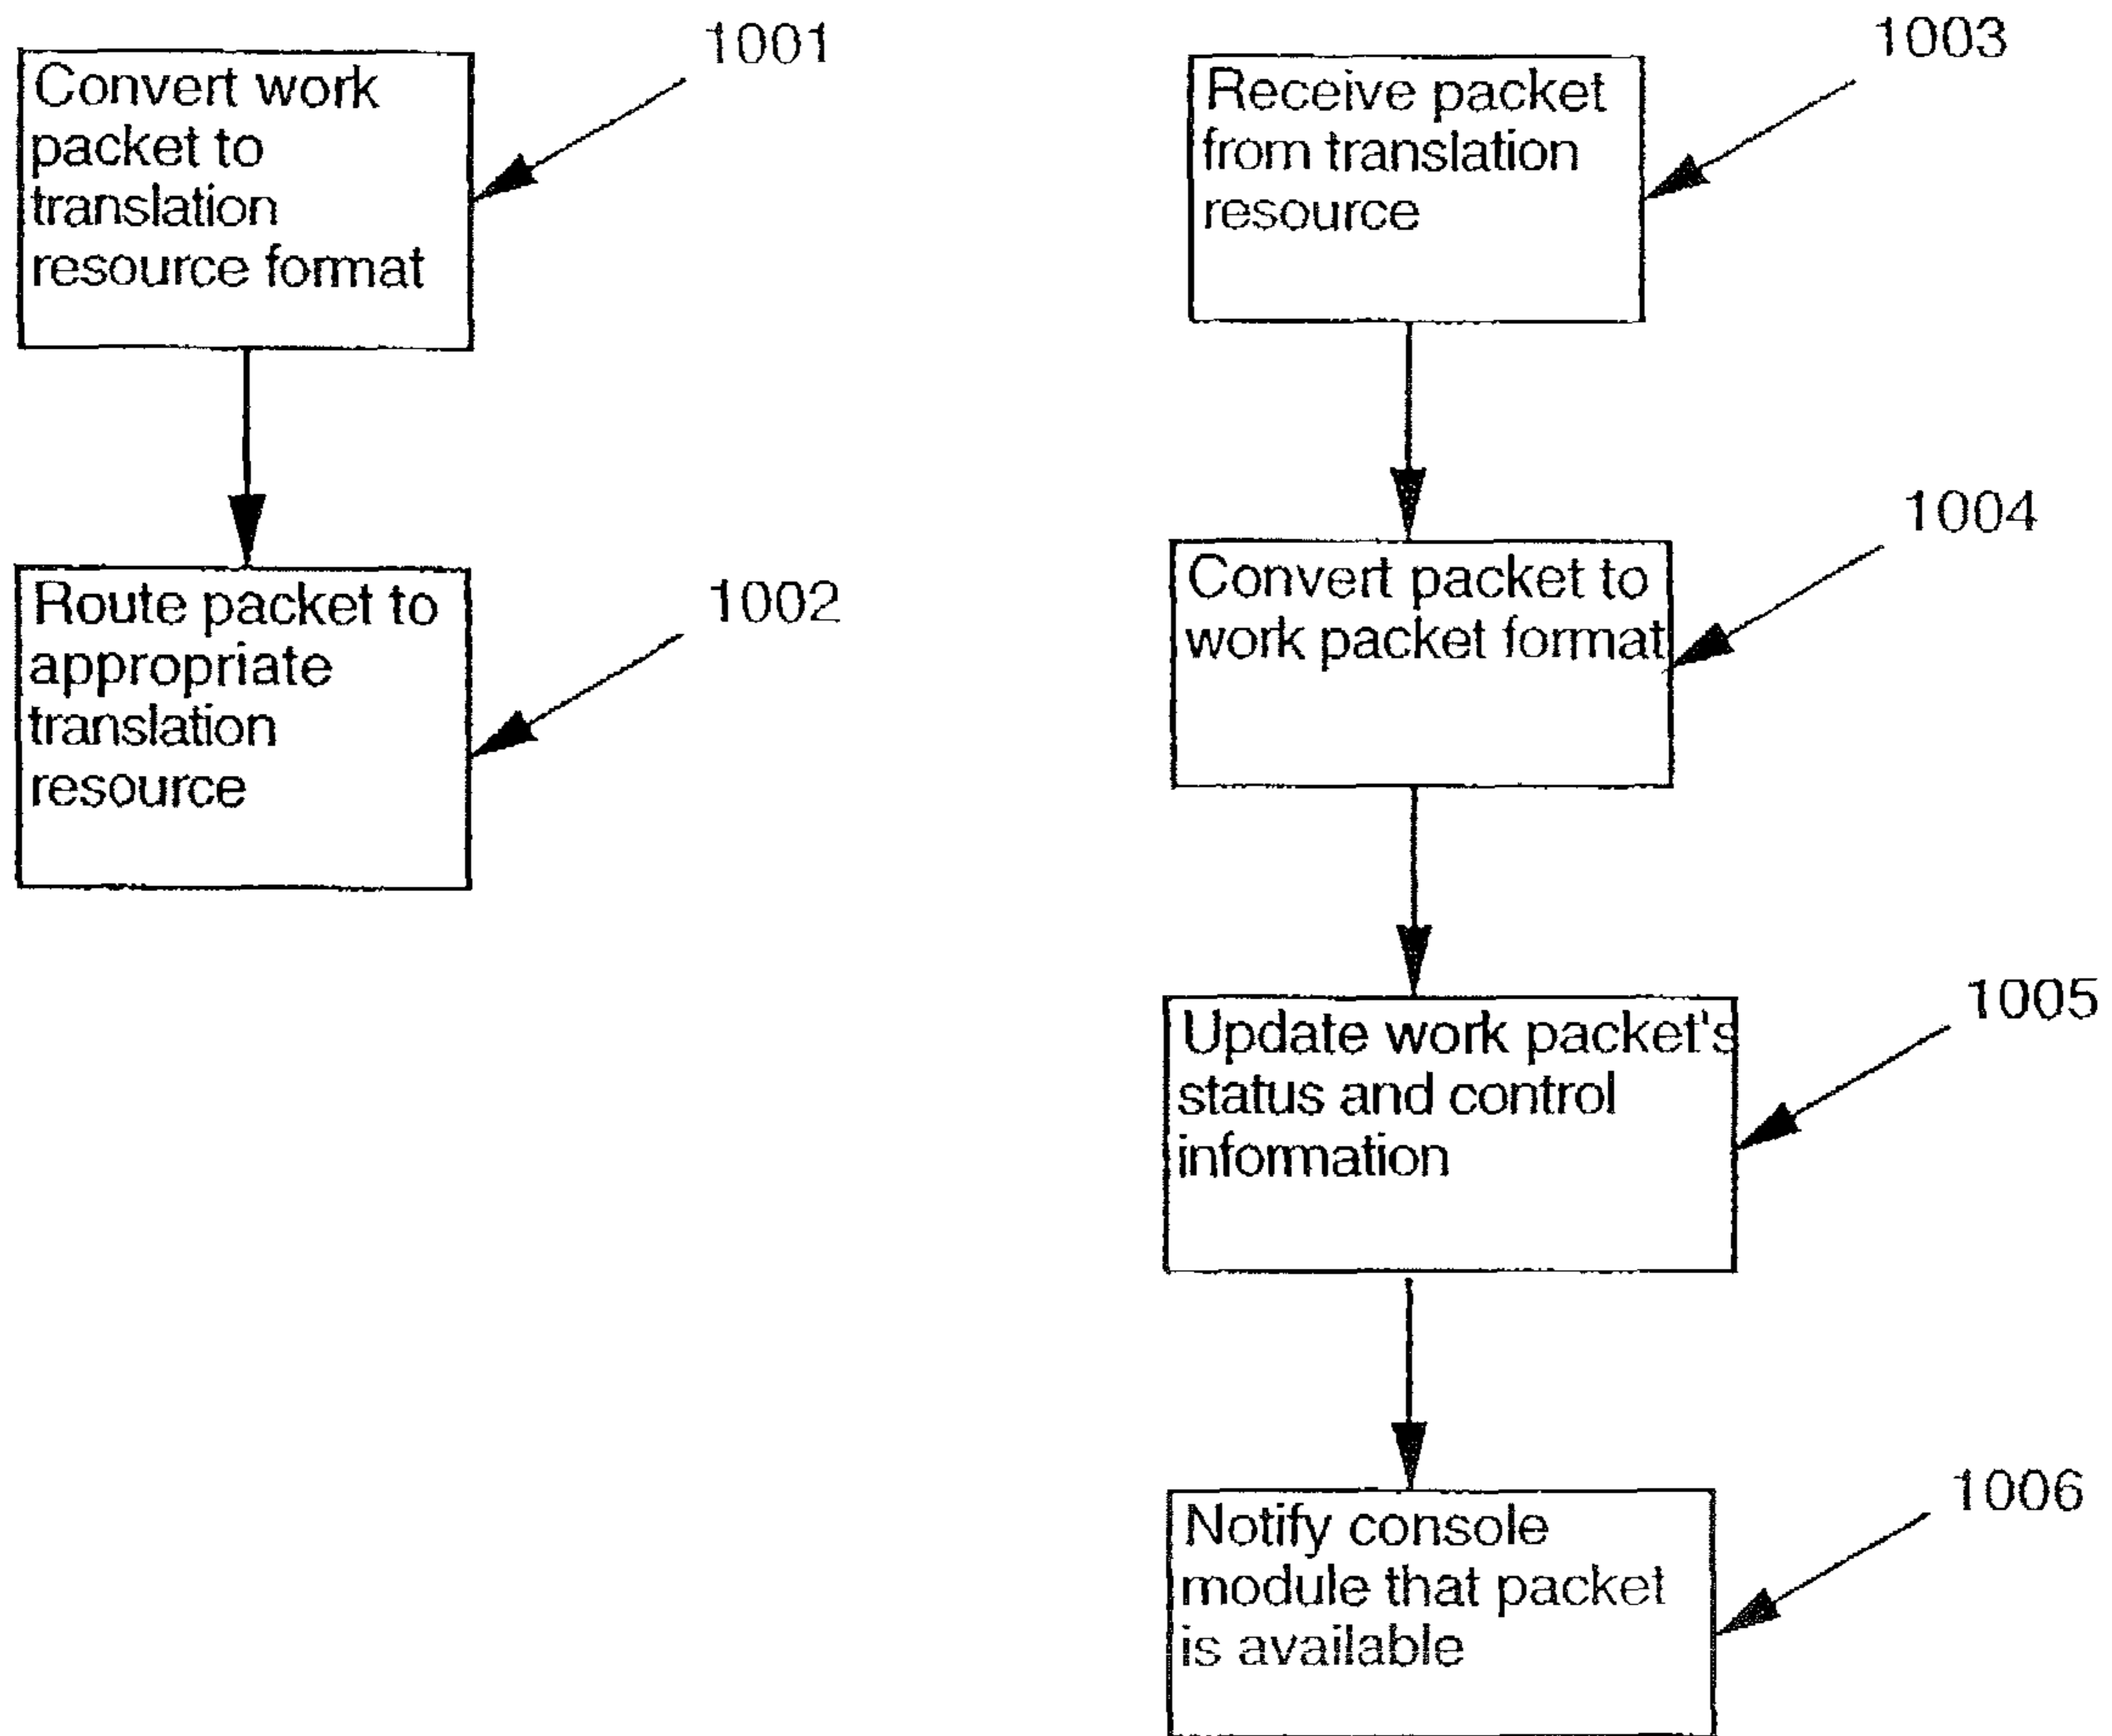 1001
Convert work
packet to
translation
resource format
1002
Route packet to
appropriate
translation
resource
1003
Receive packet
from translation
resource
1004
Convert packet to
work packet format
1005
Update work packet's
status and control
information
1006
Notify console
module that packet
is available